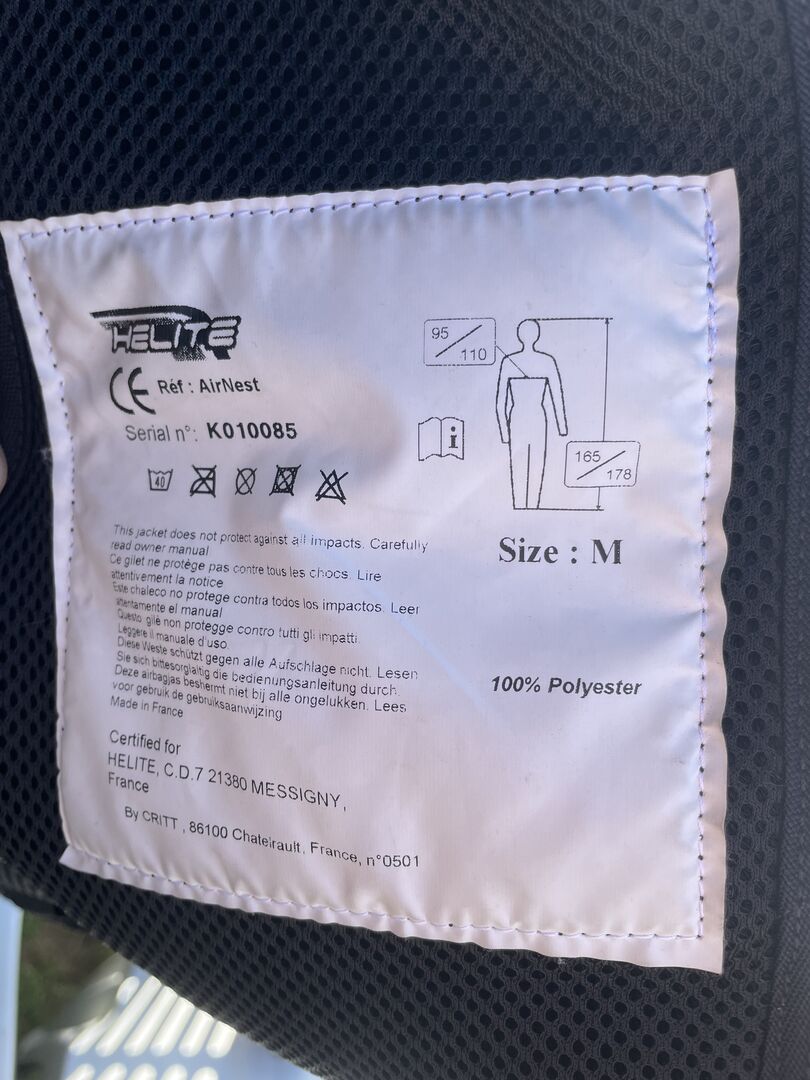 HELITE
CE Réf : AirNest
Serial n°: K010085
40
This jacket does not protect against all impacts. Carefully
read owner manual
Ce gilet ne protège pas contre tous les chocs. Lire
attentivement la notice
Este chaleco no protege contra todos los impactos. Leer
atentamente el manual
Questo gilè non protegge contro tutti gli impatti.
Leggere il manuale d'uso.
Diese Weste schützt gegen alle Aufschlage nicht. Lesen
Sie sich bittesorglaltig die bedienungsanleitung durch.
Deze airbagjas beshermt niet bij alle ongelukken. Lees
voor gebruik de gebruiksaanwijzing
Made in France
Certified for
HELITE, C.D.7 21380 MESSIGNY,
France
By CRITT , 86100 Chatelrault, France, n°0501
95
110
i
165
178
Size : M
100% Polyester